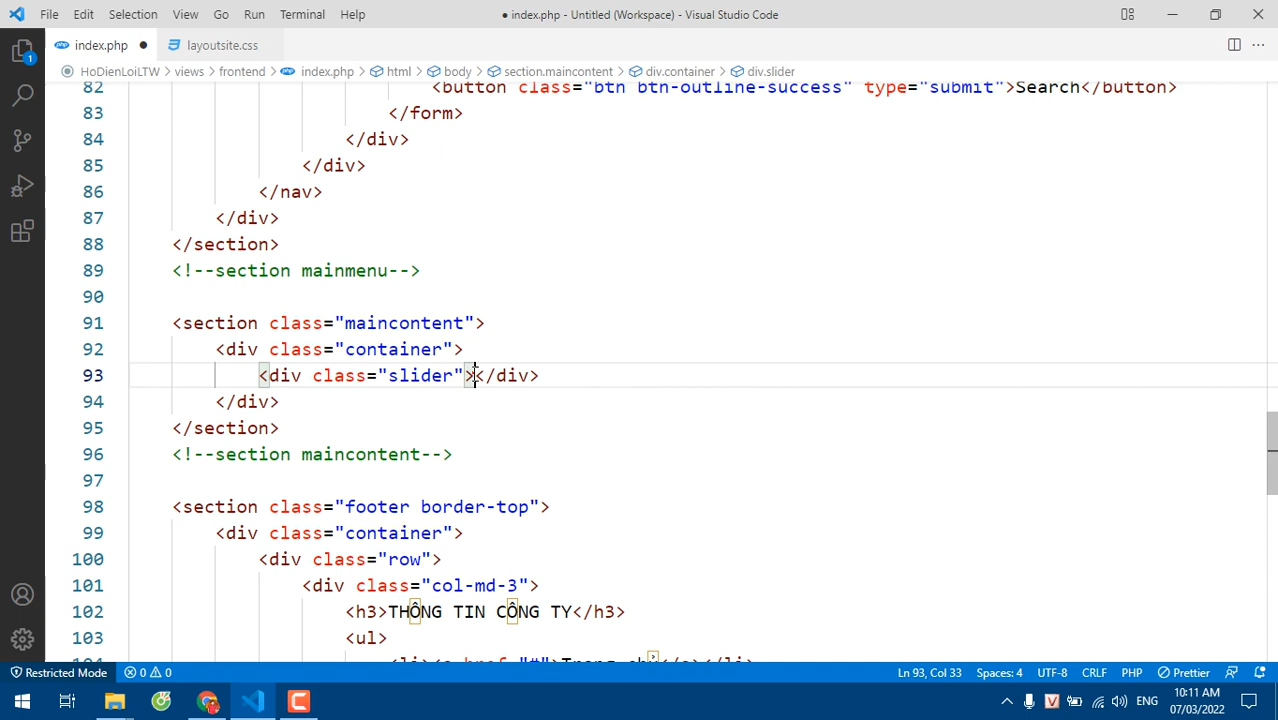 File Edit Selection View Go Run Terminal Help ● index.php - Untitled (Workspace) - Visual Studio Code
index.php ● layoutsite.css
HoDienLoiLTW > views > frontend > index.php > html > body > section.maincontent > div.container > div.slider
82 <button class="btn btn-outline-success" type="submit">Search</button>
83 </form>
84 </div>
85 </div>
86 </nav>
87 </div>
88 </section>
89 <!--section mainmenu-->
90
91 <section class="maincontent">
92 <div class="container">
93 <div class="slider"></div>
94 </div>
95 </section>
96 <!--section maincontent-->
97
98 <section class="footer border-top">
99 <div class="container">
100 <div class="row">
101 <div class="col-md-3">
102 <h3>THÔNG TIN CÔNG TY</h3>
103 <ul>
Restricted Mode 0 0 Ln 93, Col 33 Spaces: 4 UTF-8 CRLF PHP Prettier
ENG 10:11 AM
07/03/2022